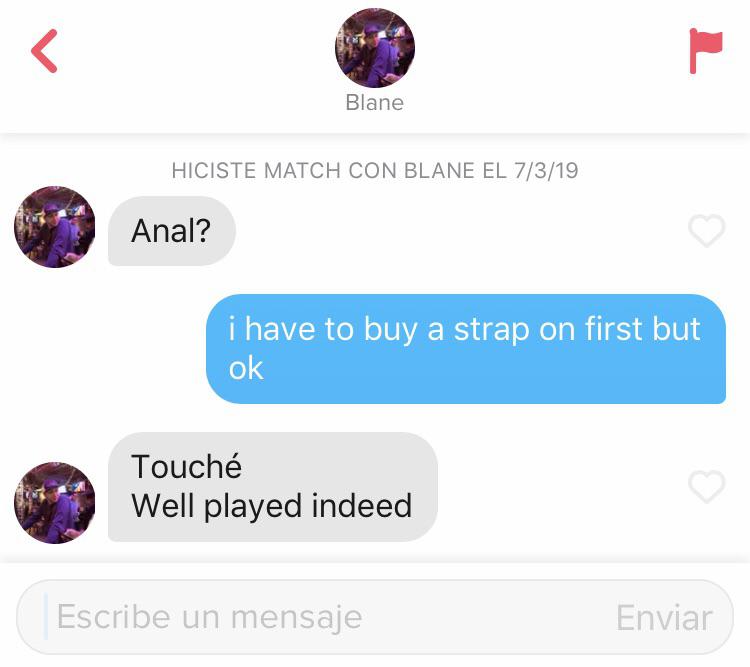 Blane
HICISTE MATCH CON BLANE EL 7/3/19
Anal?
i have to buy a strap on first but
ok
Touché
Well played indeed
Escribe un mensaje
Enviar